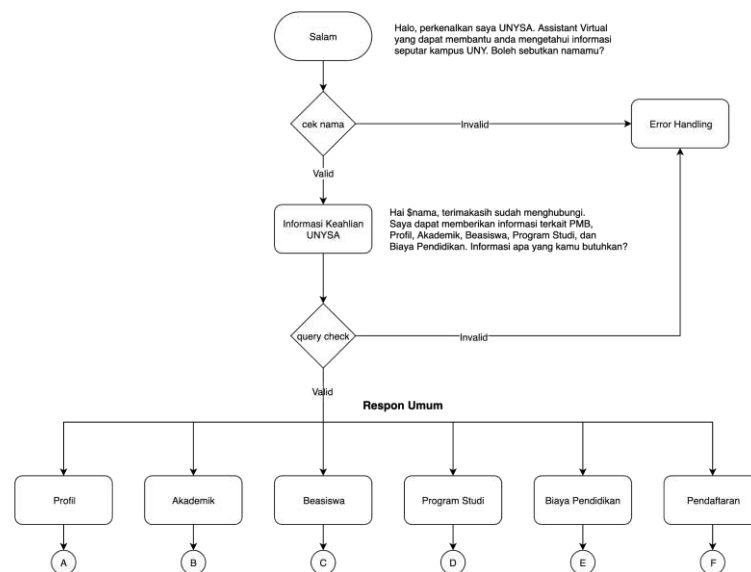 Salam
Halo, perkenalkan saya UNYSA. Assistant Virtual
yang dapat membantu anda mengetahui informasi
seputar kampus UNY. Boleh sebutkan namamu?
cek nama
Invalid
Error Handling
Valid
Informasi Keahlian
UNYSA
Hai $nama, terimakasih sudah menghubungi.
Saya dapat memberikan informasi terkait PMB,
Profil, Akademik, Beasiswa, Program Studi, dan
Biaya Pendidikan. Informasi apa yang kamu butuhkan?
query check
Invalid
Valid
Respon Umum
Profil
Akademik
Beasiswa
Program Studi
Biaya Pendidikan
Pendaftaran
A
B
C
D
E
F